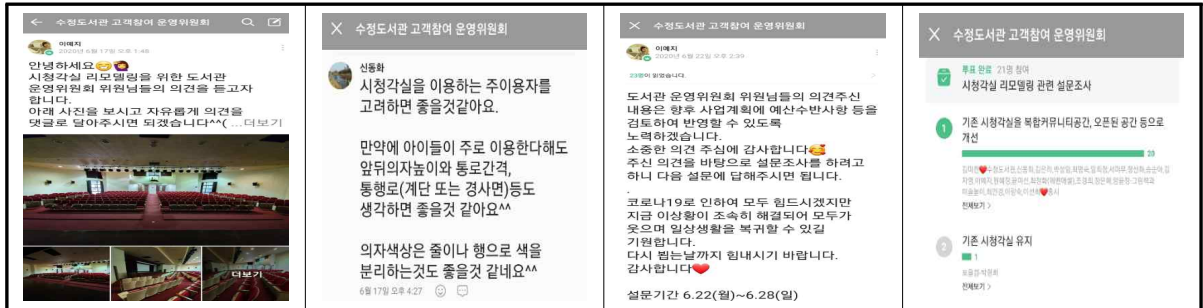 수정도서관 고객참여 운영위원회
이예지
2020년 6월 17일 오후 1:46
안녕하세요
시청각실 리모델링을 위한 도서관
운영위원회 위원님들의 의견을 듣고자
합니다.
아래 사진을 보시고 자유롭게 의견을
댓글로 달아주시면 되겠습니다^^( ...더보기
더보기
수정도서관 고객참여 운영위원회
신동화
시청각실을 이용하는 주이용자를
고려하면 좋을것같아요.
만약에 아이들이 주로 이용한다해도
앞뒤의자높이와 통로간격,
통행로(계단 또는 경사면)등도
생각하면 좋을것 같아요^^
의자색상은 줄이나 행으로 색을
분리하는것도 좋을것 같네요^^
6월 17일 오후 4:27
수정도서관 고객참여 운영위원회
이예지
2020년 6월 22일 오후 2:39
23명이 읽었습니다.
도서관 운영위원회 위원님들의 의견주신
내용은 향후 사업계획에 예산수반사항 등을
검토하여 반영할 수 있도록
노력하겠습니다.
소중한 의견 주심에 감사합니다
주신 의견을 바탕으로 설문조사를 하려고
하니 다음 설문에 답해주시면 됩니다.
.
코로나19로 인하여 모두 힘드시겠지만
지금 이상황이 조속히 해결되어 모두가
웃으며 일상생활을 복귀할 수 있길
기원합니다.
다시 뵙는날까지 힘내시기 바랍니다.
감사합니다
설문기간 6.22(월)~6.28(일)
수정도서관 고객참여 운영위원회
투표 완료 21명 참여
시청각실 리모델링 관련 설문조사
1
기존 시청각실을 복합커뮤니티공간, 오픈된 공간 등으로
개선
20
전체보기 >
2
기존 시청각실 유지
1
전체보기 >